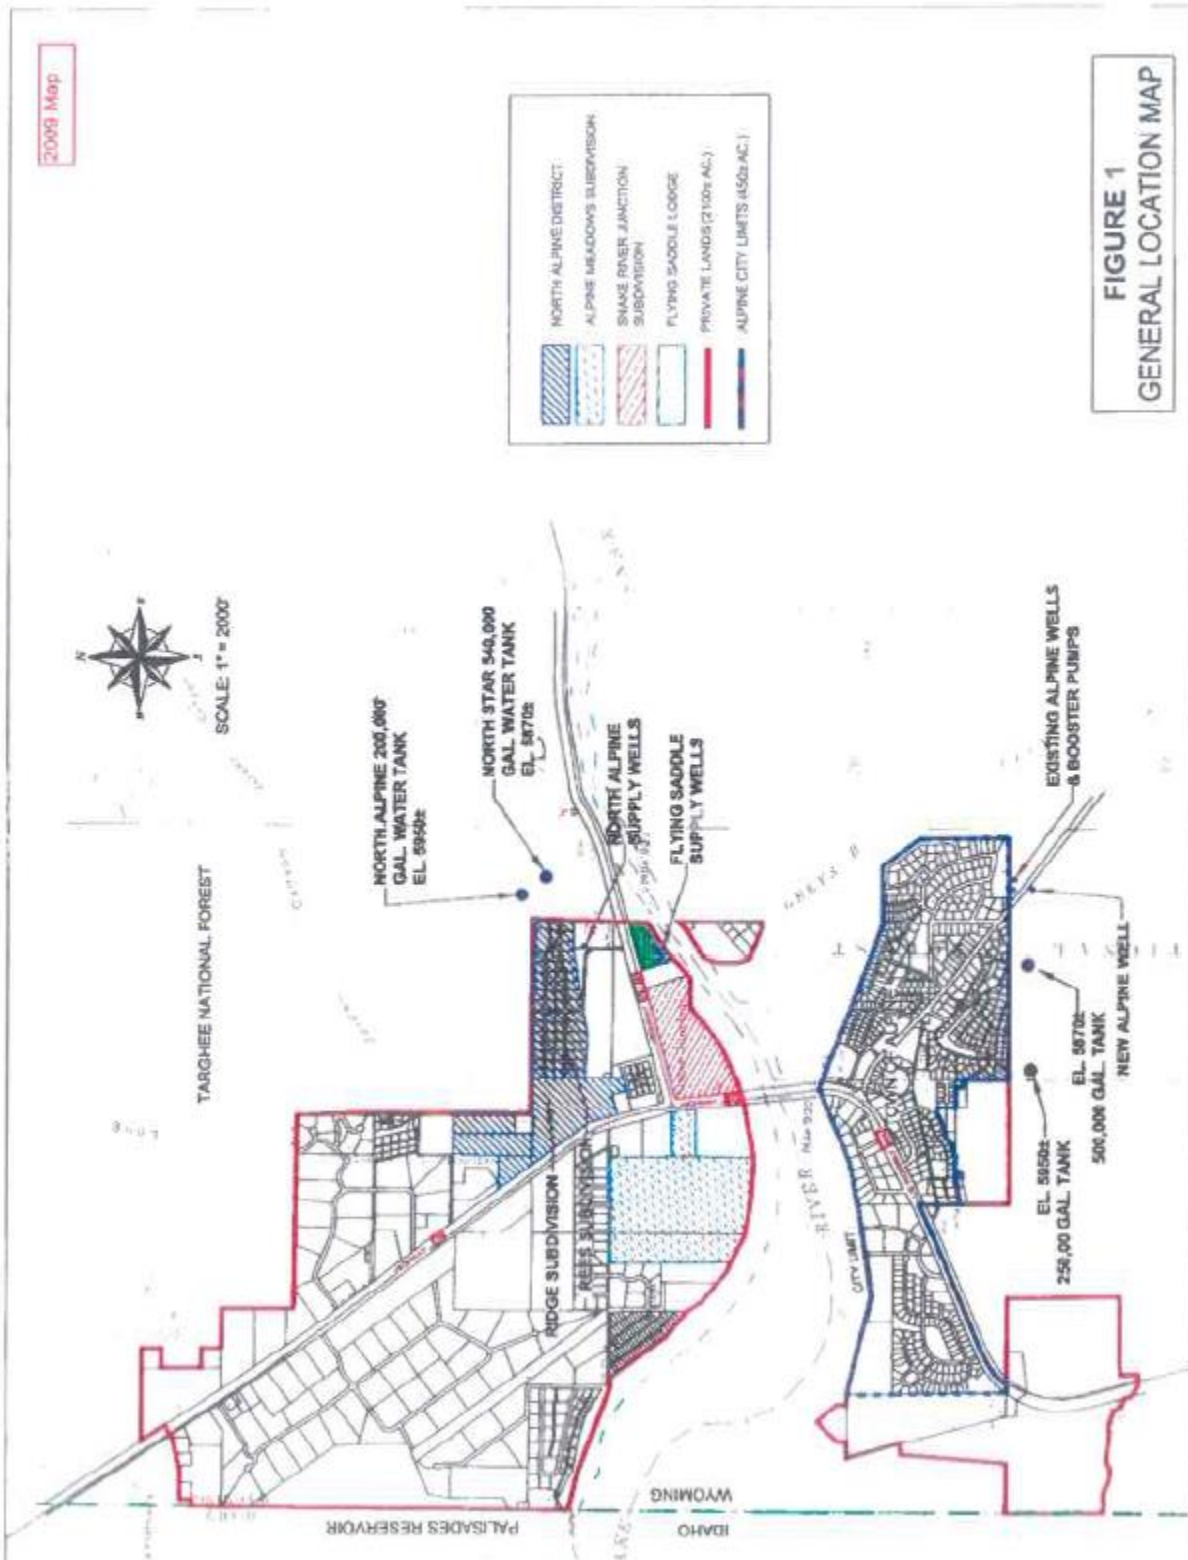 2009 Map
N
SCALE: 1" = 2000'
TARGHEE NATIONAL FOREST
NORTH ALPINE 200,000
GAL. WATER TANK
EL. 5950±
NORTH STAR 540,000
GAL. WATER TANK
EL. 5870±
NORTH ALPINE
SUPPLY WELLS
FLYING SADDLE
SUPPLY WELLS
NORTH ALPINE DISTRICT
ALPINE MEADOWS SUBDIVISION
SNAKE RIVER JUNCTION
SUBDIVISION
FLYING SADDLE LODGE
PRIVATE LANDS (2100± AC.)
ALPINE CITY LIMITS (450± AC.)
RIDGE SUBDIVISION
REES SUBDIVISION
PALISADES RESERVOIR
IDAHO
WYOMING
RIVER
GREYS R
CITY LIMIT
TOWN OF
EXISTING ALPINE WELLS
& BOOSTER PUMPS
NEW ALPINE WELL
EL. 5870±
500,000 GAL. TANK
EL. 5950±
250,00 GAL TANK
FIGURE 1
GENERAL LOCATION MAP